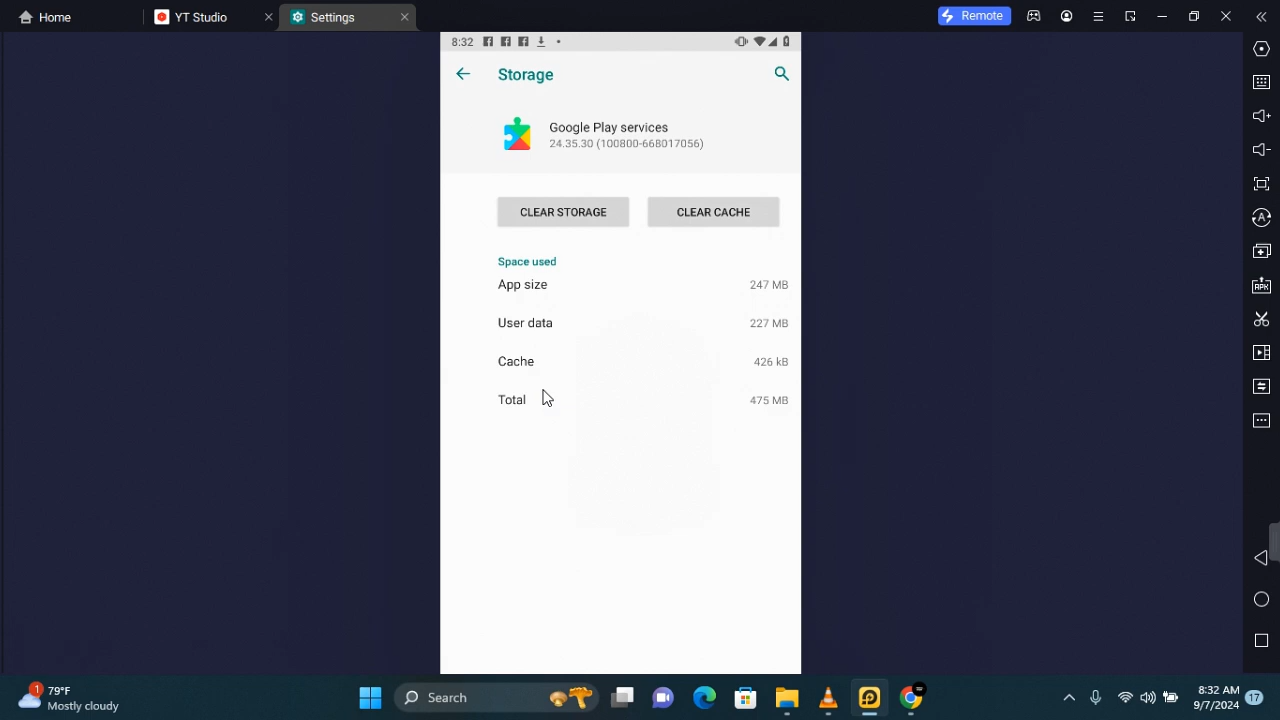 Home
YT Studio
Settings
Remote
8:32
Storage
Google Play services
24.35.30 (100800-668017056)
CLEAR STORAGE
CLEAR CACHE
Space used
App size
247 MB
User data
227 MB
Cache
426 kB
Total
475 MB
APK
A
1
79°F
Mostly cloudy
Search
8:32 AM
9/7/2024
17